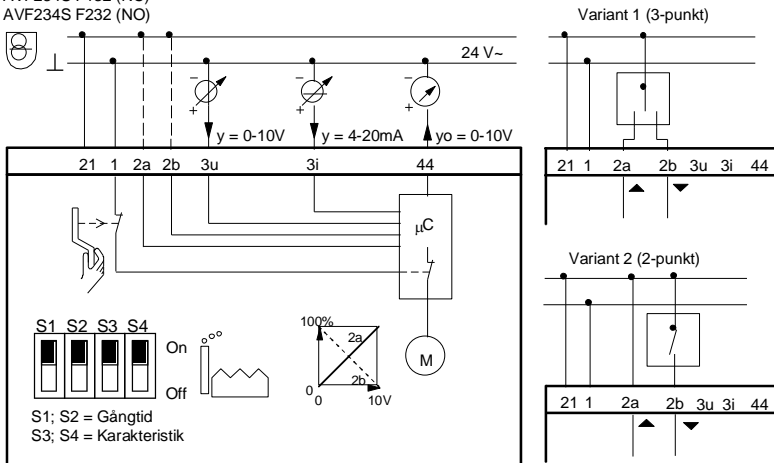 AVF234S F232 (NO)
24 V~
y = 0-10V
y = 4-20mA
yo = 0-10V
21 1 2a 2b 3u 3i 44
µC
M
S1 S2 S3 S4
On
Off
S1; S2 = Gångtid
S3; S4 = Karakteristik
100%
2a
2b
0
0
10V
Variant 1 (3-punkt)
21 1 2a 2b 3u 3i 44
Variant 2 (2-punkt)
21 1 2a 2b 3u 3i 44